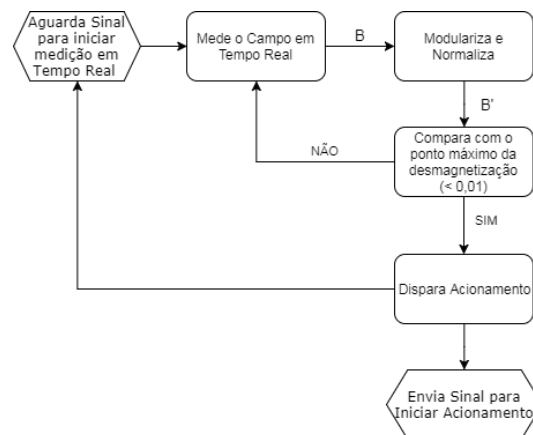 Aguarda Sinal
para iniciar
medição em
Tempo Real
Mede o Campo em
Tempo Real
B
Modulariza e
Normaliza
B'
Compara com o
ponto máximo da
desmagnetização
(< 0,01)
NÃO
SIM
Dispara Acionamento
Envia Sinal para
Iniciar Acionamento